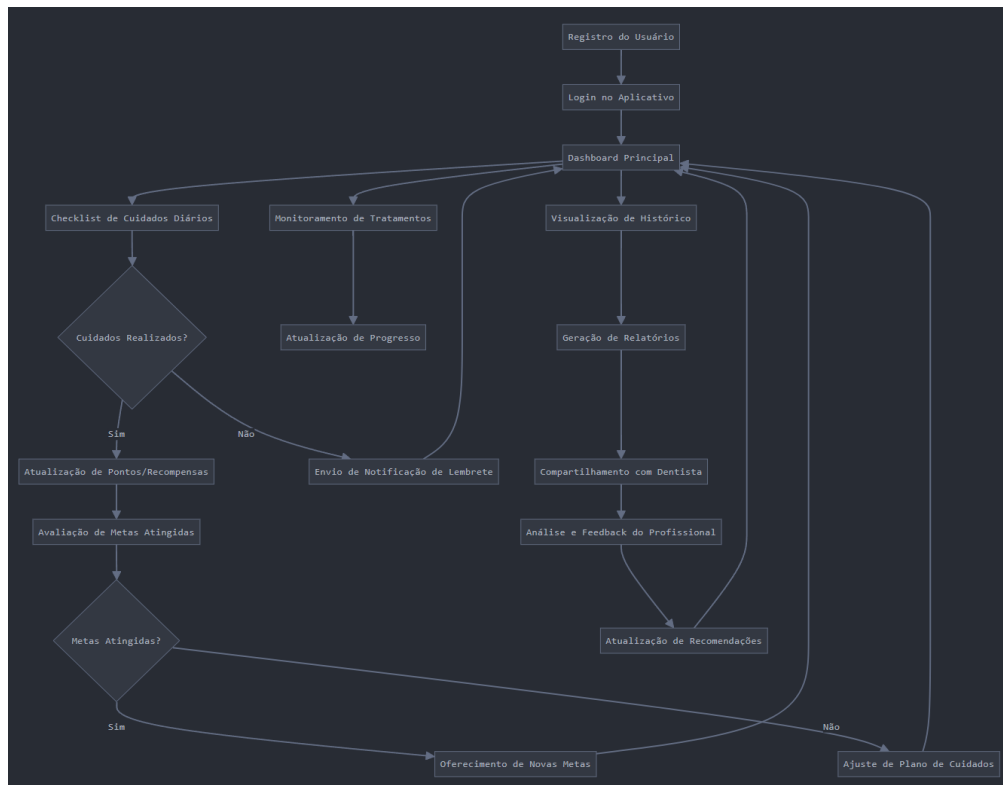 Registro do Usuário
Login no Aplicativo
Dashboard Principal
Checklist de Cuidados Diários
Monitoramento de Tratamentos
Visualização de Histórico
Cuidados Realizados?
Atualização de Progresso
Geração de Relatórios
Sim
Não
Atualização de Pontos/Recompensas
Envio de Notificação de Lembrete
Compartilhamento com Dentista
Avaliação de Metas Atingidas
Análise e Feedback do Profissional
Metas Atingidas?
Atualização de Recomendações
Sim
Não
Oferecimento de Novas Metas
Ajuste de Plano de Cuidados